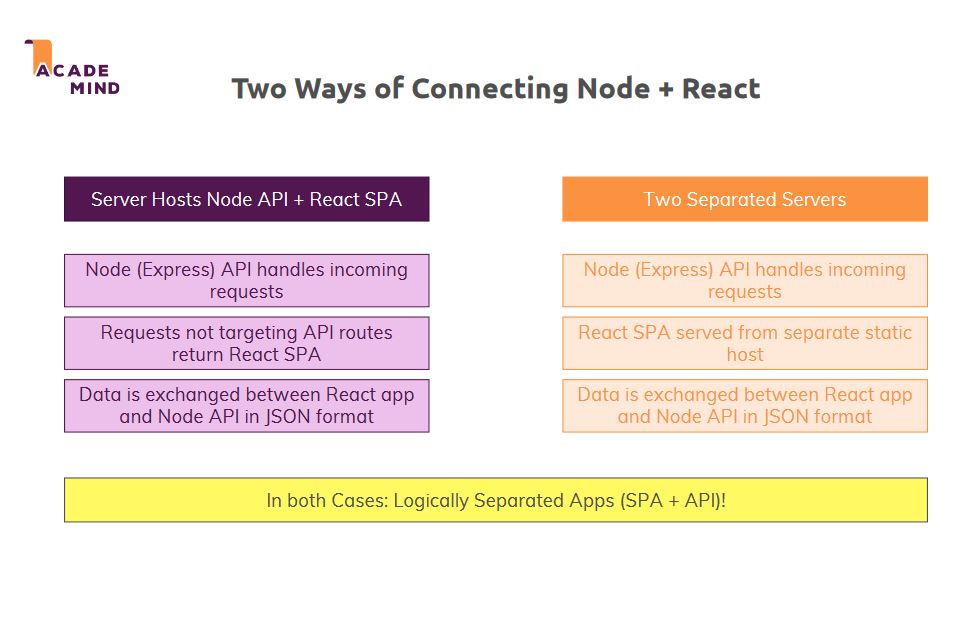 ACADE
MIND
Two Ways of Connecting Node + React
Server Hosts Node API + React SPA
Node (Express) API handles incoming
requests
Requests not targeting API routes
return React SPA
Data is exchanged between React app
and Node API in JSON format
Two Separated Servers
Node (Express) API handles incoming
requests
React SPA served from separate static
host
Data is exchanged between React app
and Node API in JSON format
In both Cases: Logically Separated Apps (SPA + API)!